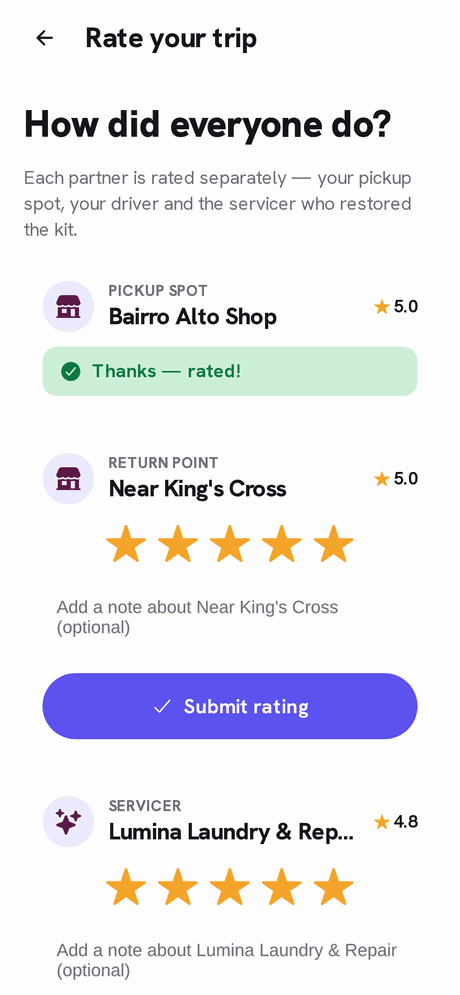 Rate your trip
How did everyone do?
Each partner is rated separately — your pickup
spot, your driver and the servicer who restored
the kit.
PICKUP SPOT
Bairro Alto Shop
5.0
Thanks — rated!
RETURN POINT
Near King's Cross
5.0
Add a note about Near King's Cross
(optional)
Submit rating
SERVICER
Lumina Laundry & Rep...
4.8
Add a note about Lumina Laundry & Repair
(optional)